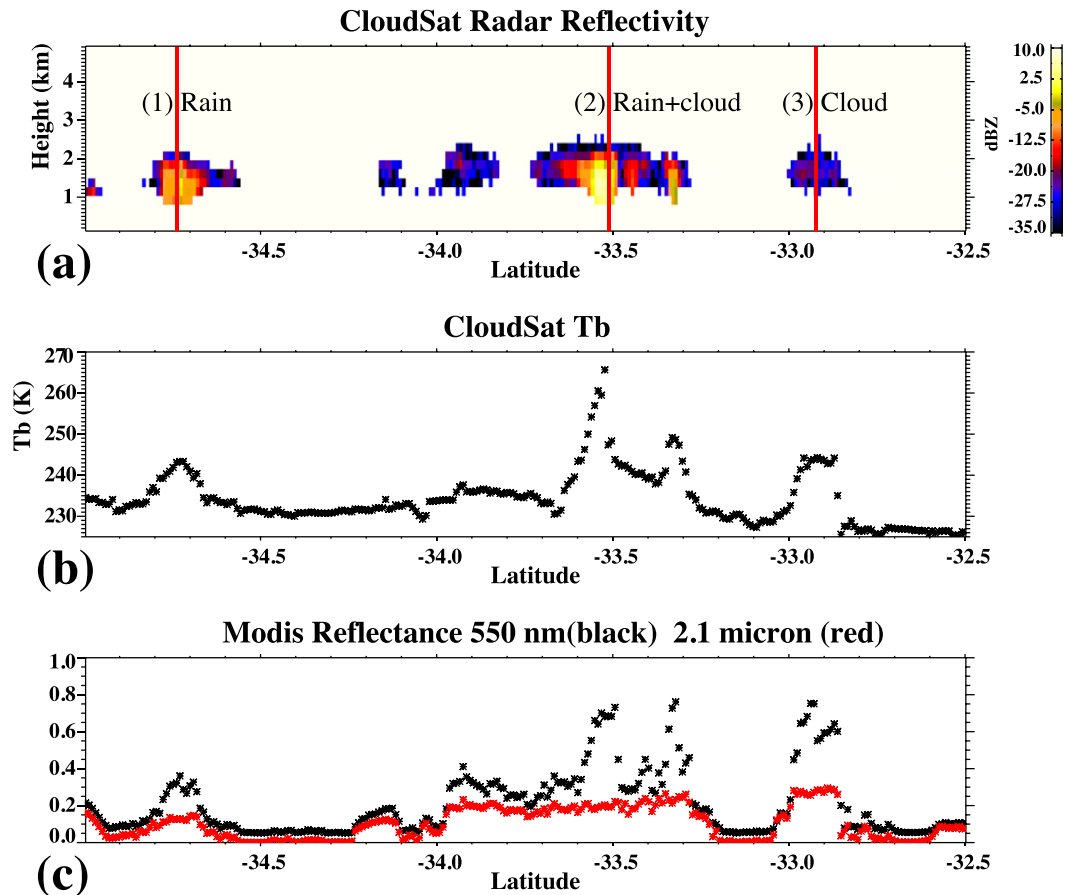 CloudSat Radar Reflectivity
Height (km)
4
3
2
1
(1) Rain
(2) Rain+cloud
(3) Cloud
10.0
2.5
-5.0
-12.5
-20.0
-27.5
-35.0
dBZ
-34.5 -34.0 -33.5 -33.0 -32.5
Latitude
(a)
CloudSat Tb
Tb (K)
270
260
250
240
230
-34.5 -34.0 -33.5 -33.0 -32.5
Latitude
(b)
Modis Reflectance 550 nm(black) 2.1 micron (red)
1.0
0.8
0.6
0.4
0.2
0.0
-34.5 -34.0 -33.5 -33.0 -32.5
Latitude
(c)